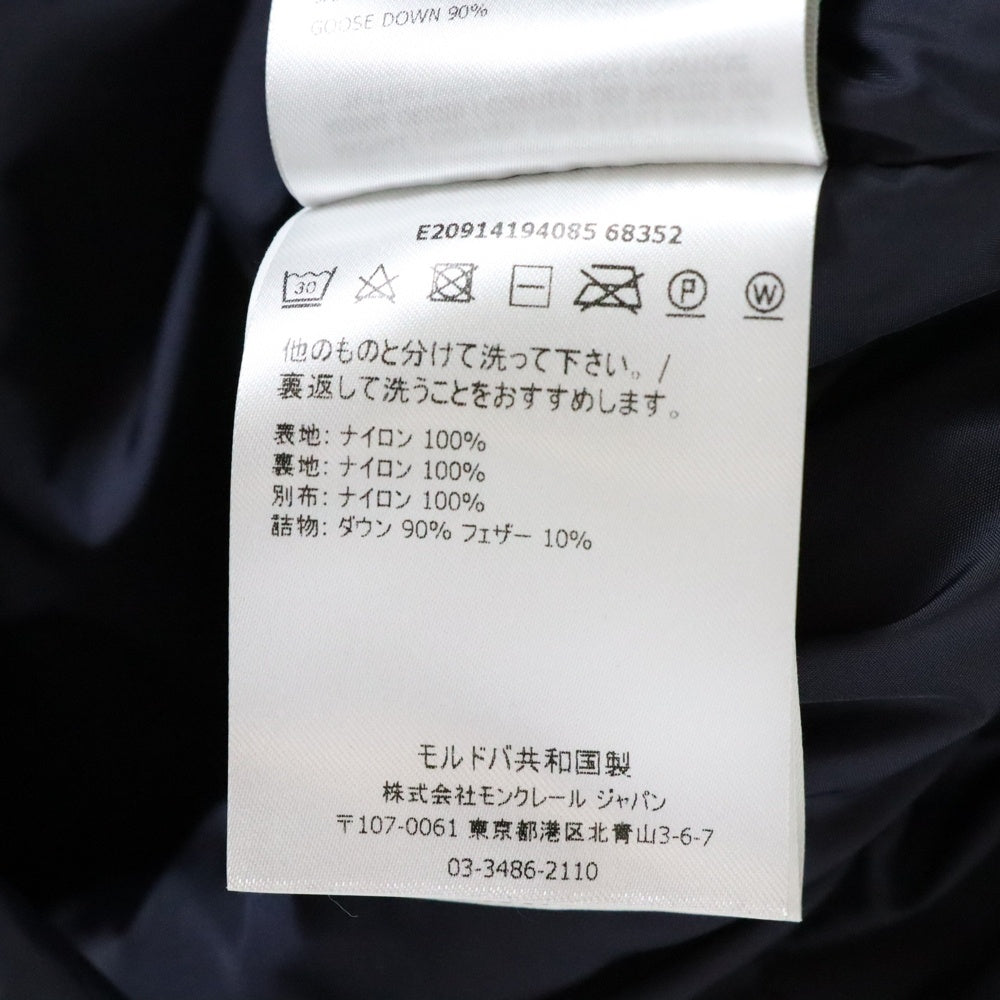 GOOSE DOWN 90%
E20914194085 68352
30
P
W
他のものと分けて洗って下さい。/
裏返して洗うことをおすすめします。
表地: ナイロン 100%
裏地: ナイロン 100%
別布: ナイロン 100%
詰物: ダウン 90% フェザー 10%
モルドバ共和国製
株式会社モンクレール ジャパン
〒107-0061 東京都港区北青山3-6-7
03-3486-2110